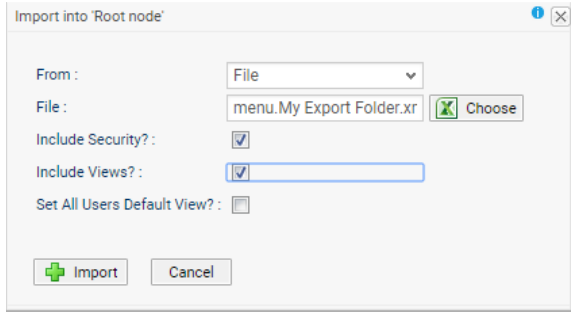 Import into 'Root node'
From :
File
File :
menu.My Export Folder.xr
Choose
Include Security? :
Include Views? :
Set All Users Default View? :
Import
Cancel